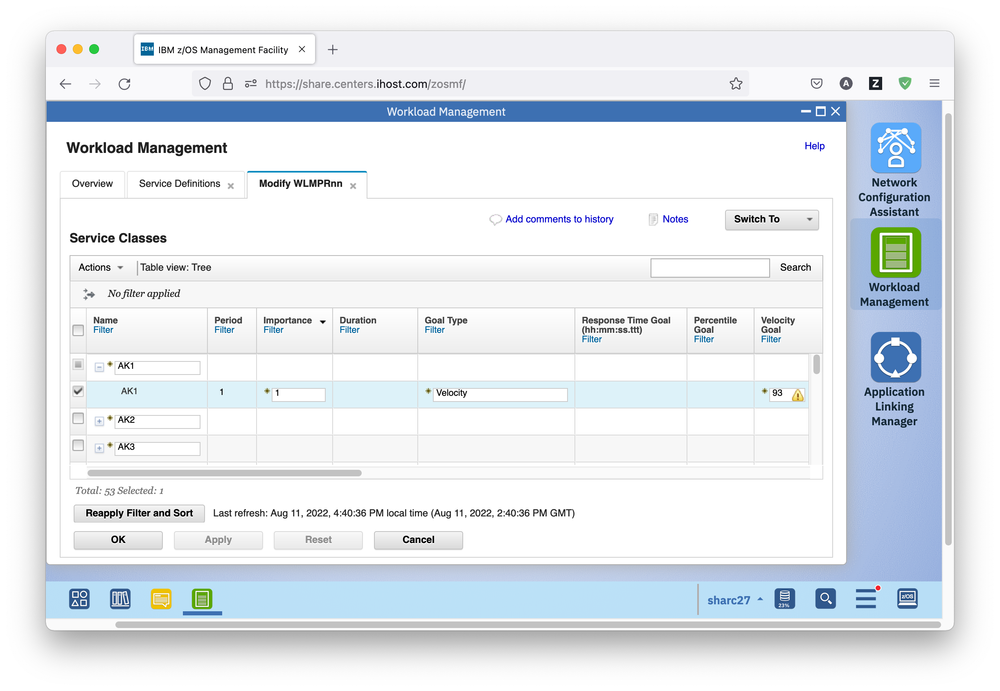 IBM IBM z/OS Management Facility
https://share.centers.ihost.com/zosmf/
A Z
Workload Management
Workload Management
Help
Overview Service Definitions Modify WLMPRnn
Add comments to history Notes Switch To
Service Classes
Actions Table view: Tree Search
No filter applied
Name Period Importance Duration Goal Type Response Time Goal Percentile Velocity
Filter Filter Filter Filter Filter (hh:mm:ss.ttt) Goal Goal
Filter Filter Filter
AK1
AK1 1 1 Velocity 93
AK2
AK3
Total: 53 Selected: 1
Reapply Filter and Sort Last refresh: Aug 11, 2022, 4:40:36 PM local time (Aug 11, 2022, 2:40:36 PM GMT)
OK Apply Reset Cancel
Network
Configuration
Assistant
Workload
Management
Application
Linking
Manager
sharc27 23% z/OS